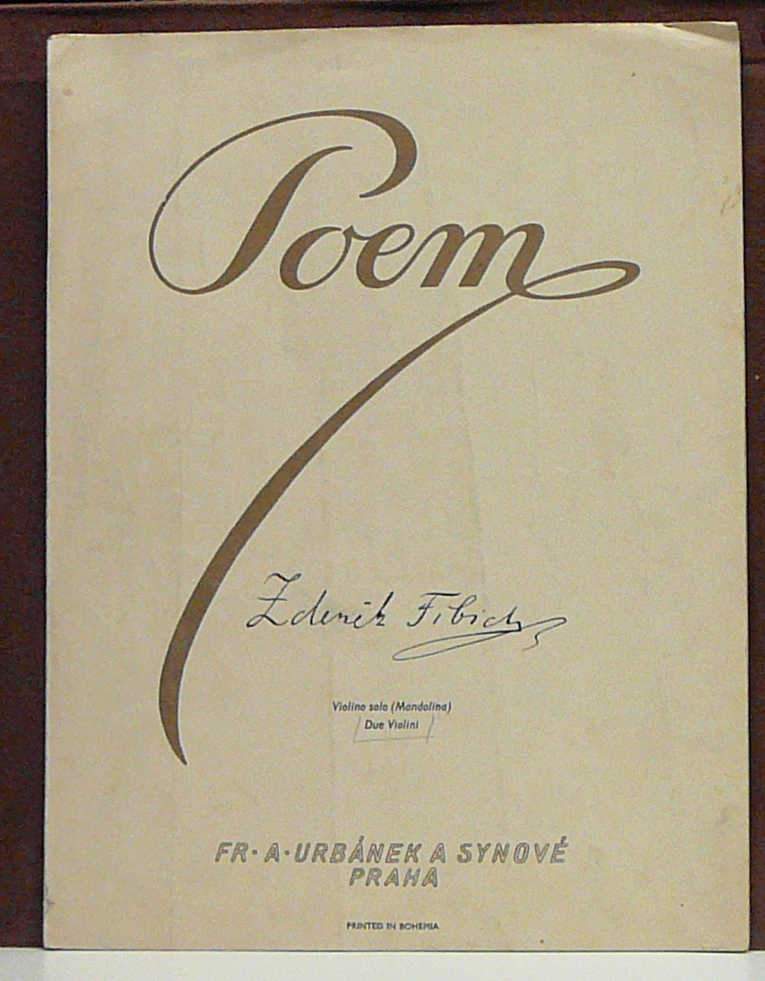 Poem
Zdeněk Fibich
Violino solo (Mandolina)
Due Violini
FR· A· URBÁNEK A SYNOVÉ
PRAHA
PRINTED IN BOHEMIA